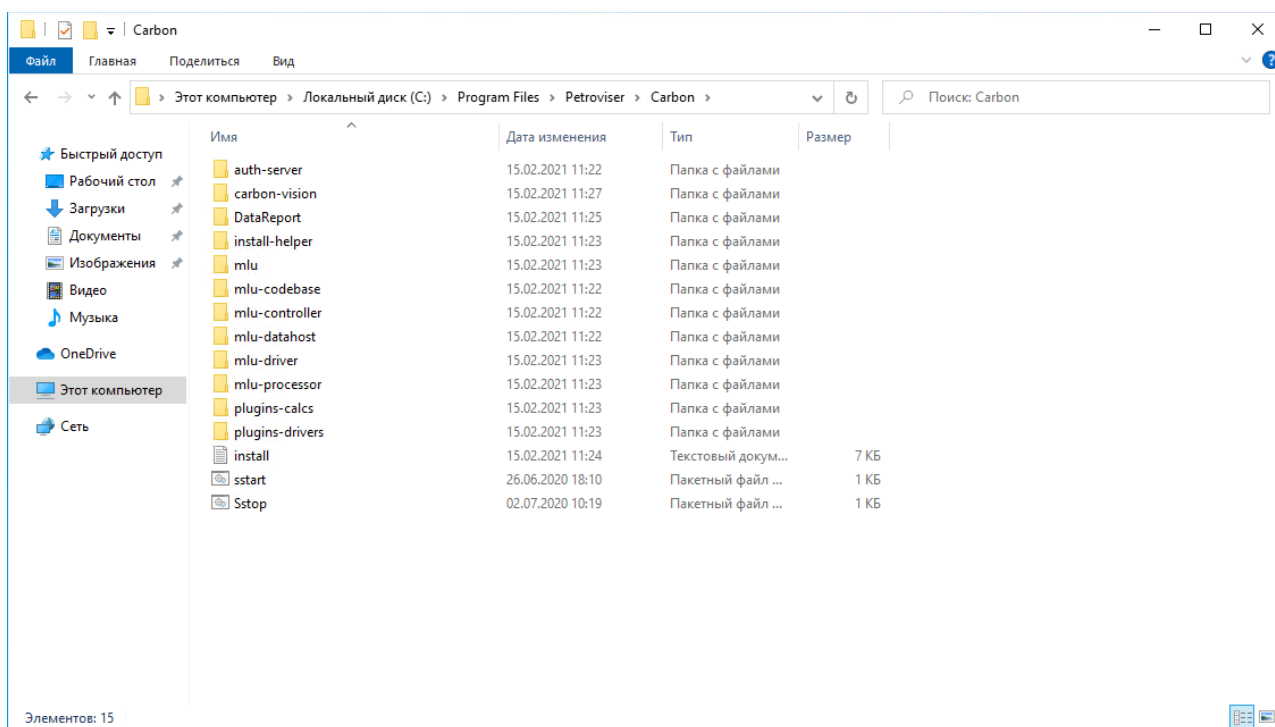 Carbon
Файл Главная Поделиться Вид
Этот компьютер Локальный диск (C:) Program Files Petroviser Carbon Поиск: Carbon
Быстрый доступ
Рабочий стол
Загрузки
Документы
Изображения
Видео
Музыка
OneDrive
Этот компьютер
Сеть
Имя Дата изменения Тип Размер
auth-server 15.02.2021 11:22 Папка с файлами
carbon-vision 15.02.2021 11:27 Папка с файлами
DataReport 15.02.2021 11:25 Папка с файлами
install-helper 15.02.2021 11:23 Папка с файлами
mlu 15.02.2021 11:23 Папка с файлами
mlu-codebase 15.02.2021 11:22 Папка с файлами
mlu-controller 15.02.2021 11:22 Папка с файлами
mlu-datahost 15.02.2021 11:22 Папка с файлами
mlu-driver 15.02.2021 11:23 Папка с файлами
mlu-processor 15.02.2021 11:23 Папка с файлами
plugins-calcs 15.02.2021 11:23 Папка с файлами
plugins-drivers 15.02.2021 11:23 Папка с файлами
install 15.02.2021 11:24 Текстовый докум... 7 КБ
sstart 26.06.2020 18:10 Пакетный файл ... 1 КБ
Sstop 02.07.2020 10:19 Пакетный файл ... 1 КБ
Элементов: 15